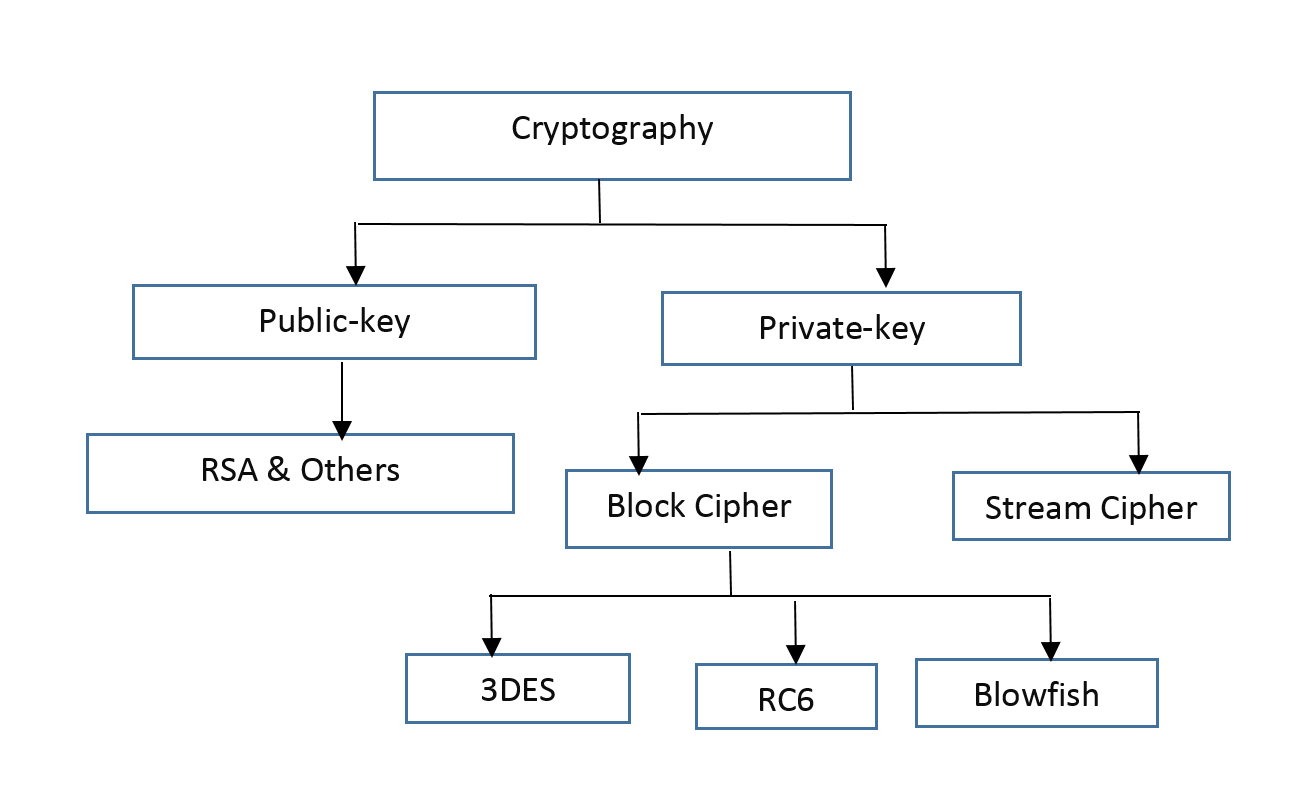 Cryptography
Public-key
Private-key
RSA & Others
Block Cipher
Stream Cipher
3DES
RC6
Blowfish